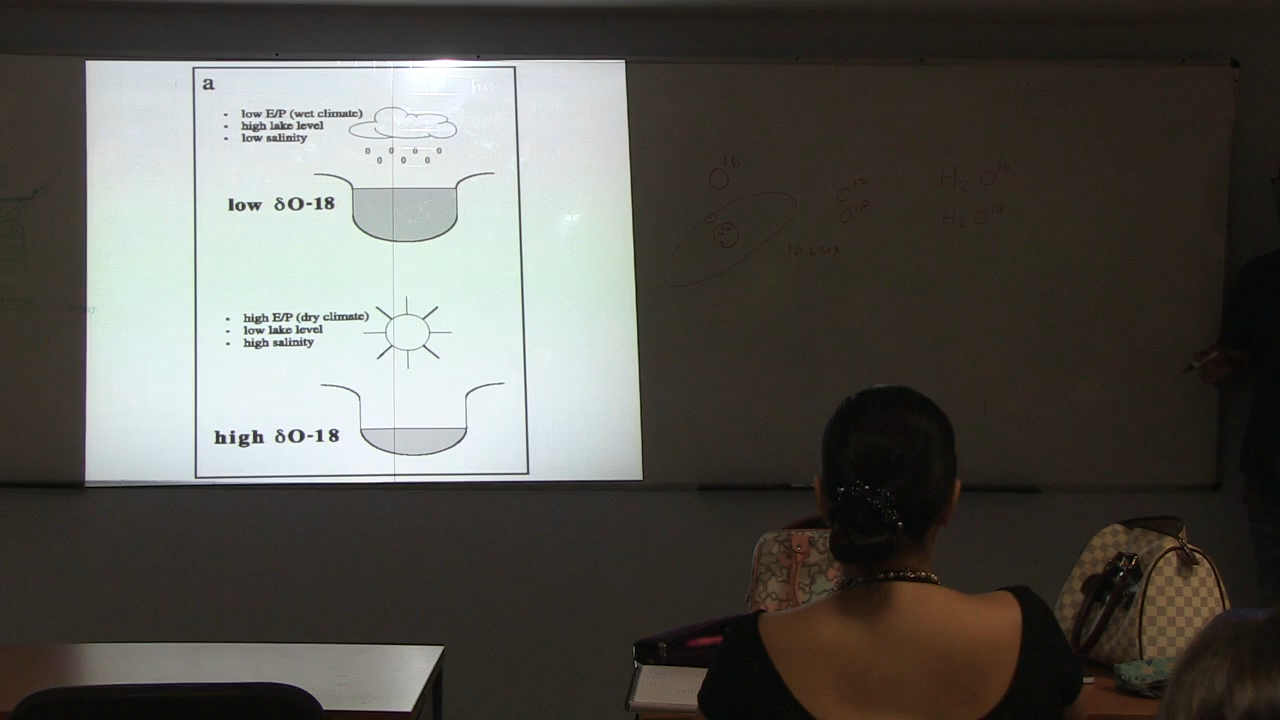 a
• low E/P (wet climate)
• high lake level
• low salinity
low δO-18
• high E/P (dry climate)
• low lake level
• high salinity
high δO-18
O¹⁶
O¹⁷
O¹⁸
H₂O¹⁶
H₂O¹⁸